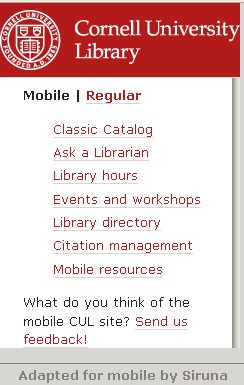 Cornell University
Library
CORNELL UNIVERSITY
FOUNDED A.D. 1865
Mobile | Regular
Classic Catalog
Ask a Librarian
Library hours
Events and workshops
Library directory
Citation management
Mobile resources
What do you think of the
mobile CUL site? Send us
feedback!
Adapted for mobile by Siruna